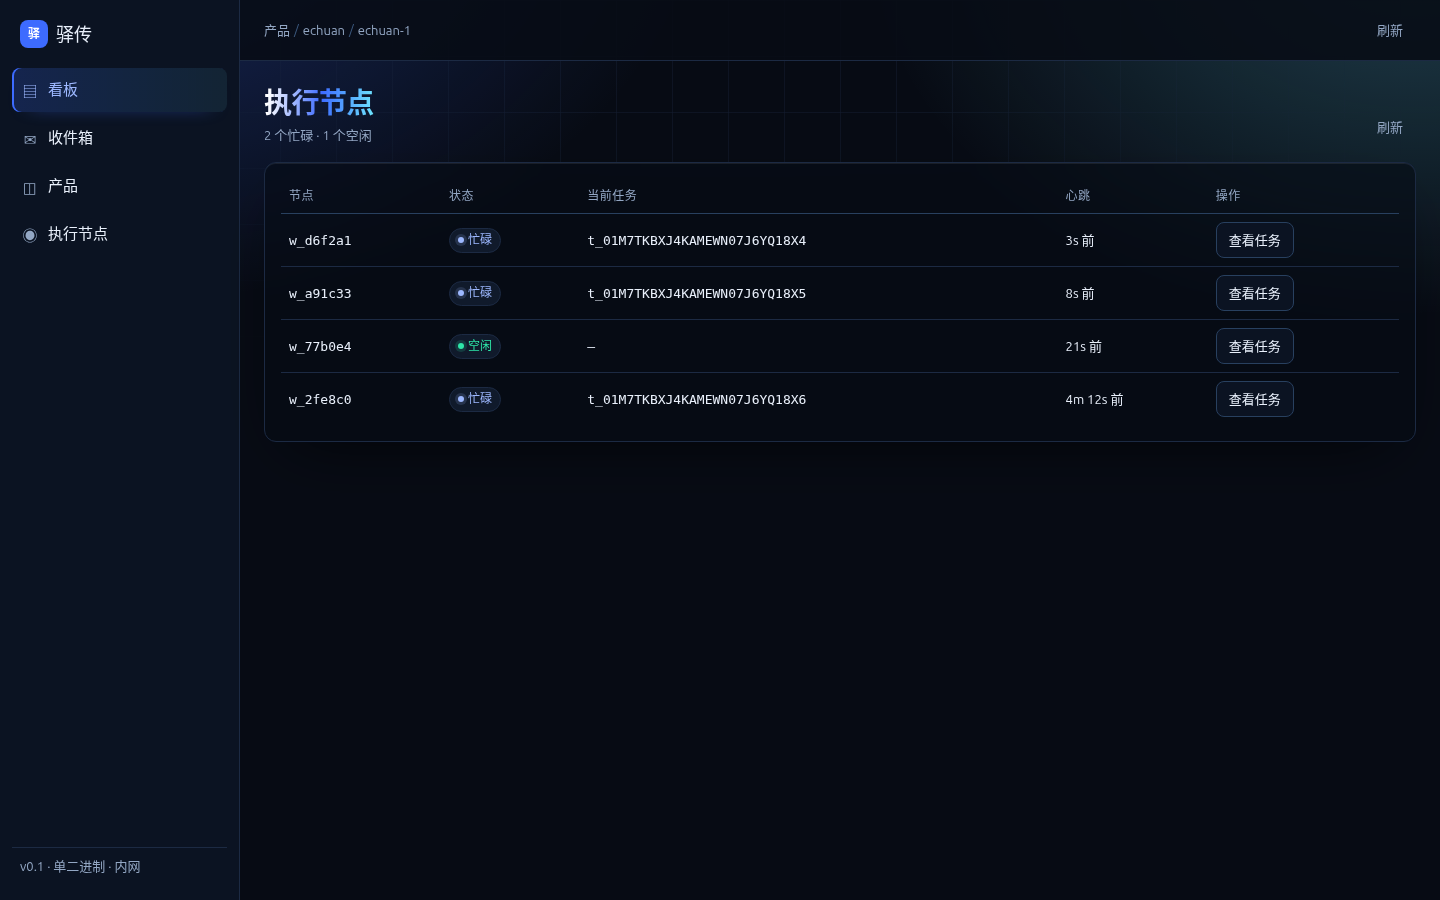 驿 驿传
产品 / echuan / echuan-1
刷新
看板
收件箱
产品
执行节点
执行节点
2 个忙碌 · 1 个空闲
刷新
节点 状态 当前任务 心跳 操作
w_d6f2a1 忙碌 t_01M7TKBXJ4KAMEWN07J6YQ18X4 3s 前 查看任务
w_a91c33 忙碌 t_01M7TKBXJ4KAMEWN07J6YQ18X5 8s 前 查看任务
w_77b0e4 空闲 — 21s 前 查看任务
w_2fe8c0 忙碌 t_01M7TKBXJ4KAMEWN07J6YQ18X6 4m 12s 前 查看任务
v0.1 · 单二进制 · 内网